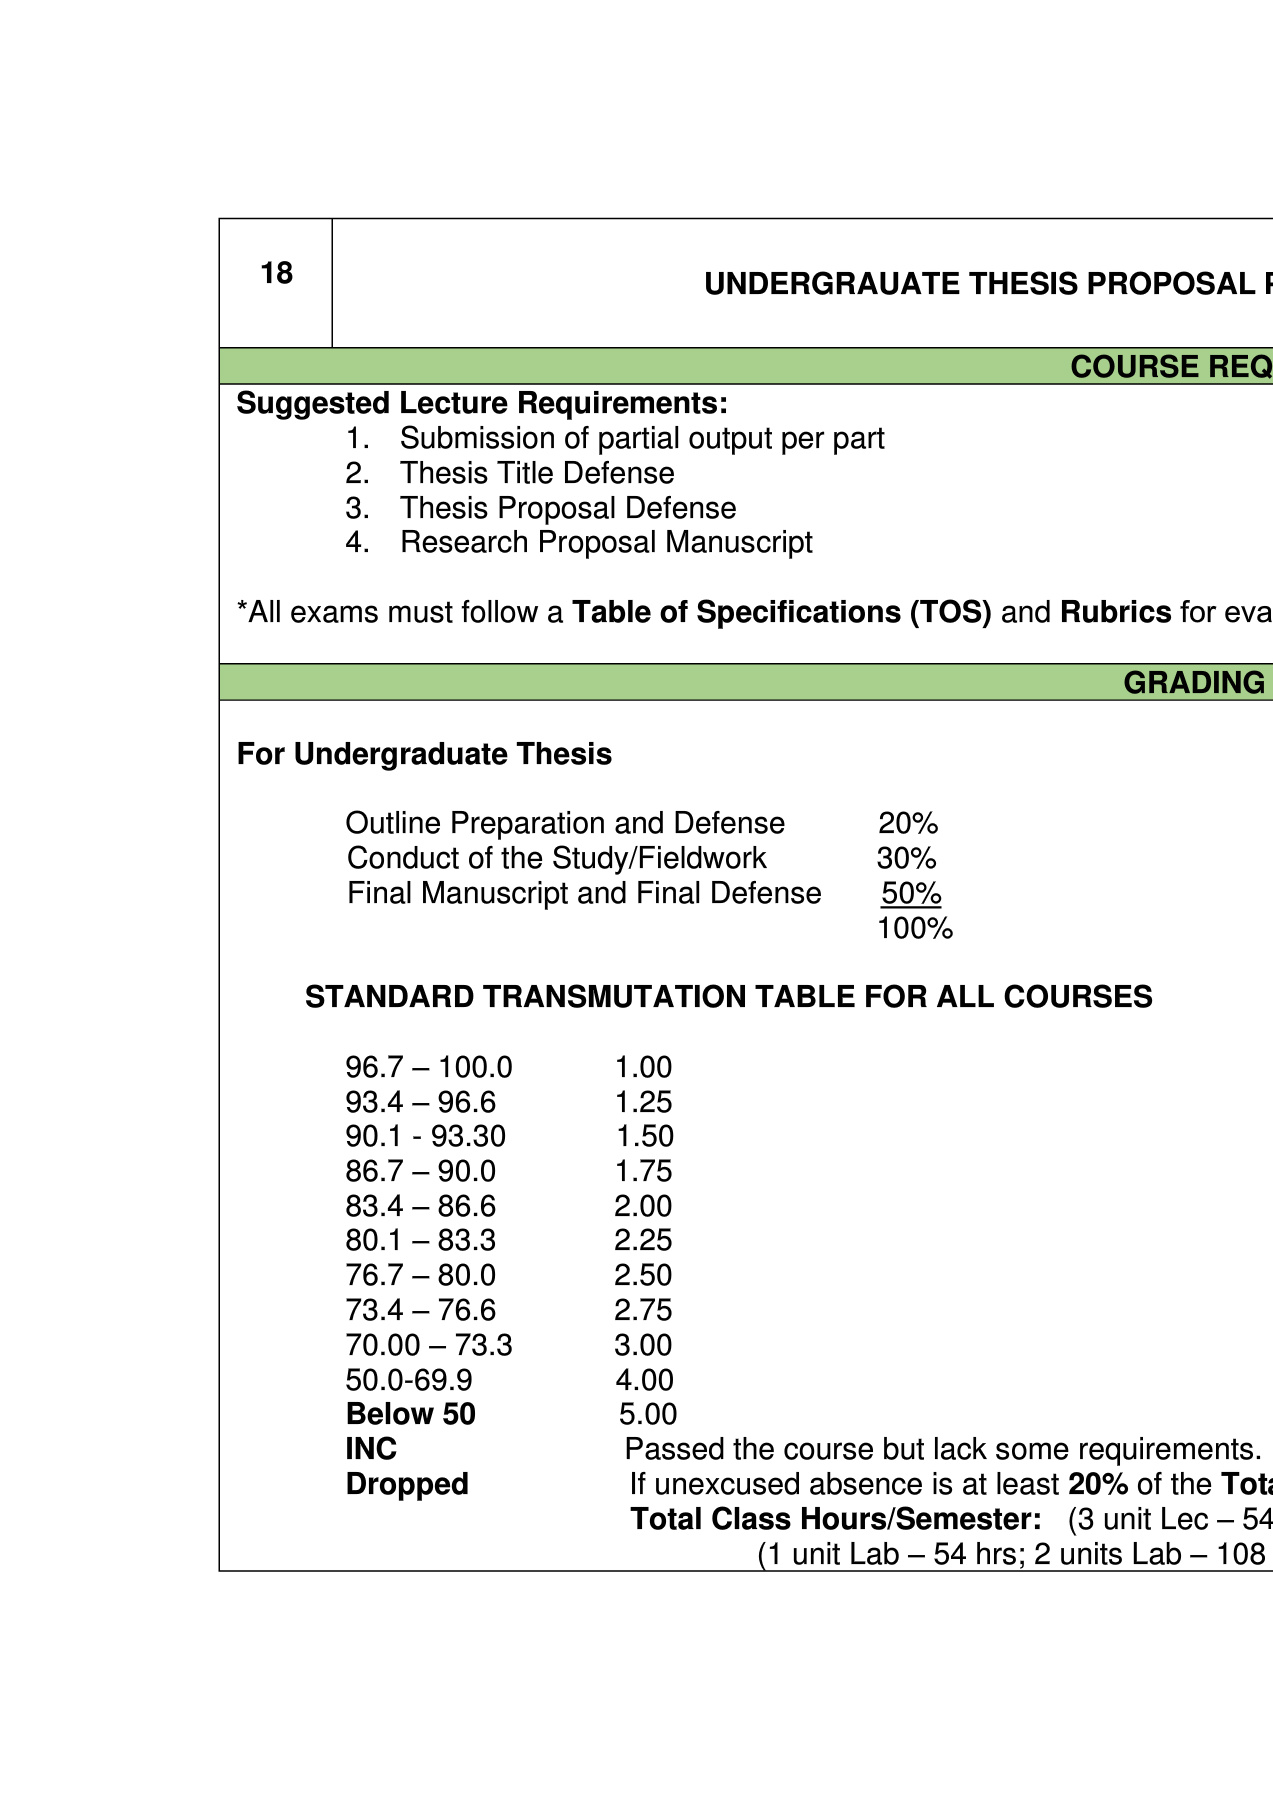 18
UNDERGRAUATE THESIS PROPOSAL
COURSE REQ
Suggested Lecture Requirements:
1. Submission of partial output per part
2. Thesis Title Defense
3. Thesis Proposal Defense
4. Research Proposal Manuscript
*All exams must follow a Table of Specifications (TOS) and Rubrics for eva
GRADING
For Undergraduate Thesis
Outline Preparation and Defense 20%
Conduct of the Study/Fieldwork 30%
Final Manuscript and Final Defense 50%
100%
STANDARD TRANSMUTATION TABLE FOR ALL COURSES
96.7 – 100.0 1.00
93.4 – 96.6 1.25
90.1 - 93.30 1.50
86.7 – 90.0 1.75
83.4 – 86.6 2.00
80.1 – 83.3 2.25
76.7 – 80.0 2.50
73.4 – 76.6 2.75
70.00 – 73.3 3.00
50.0-69.9 4.00
Below 50 5.00
INC Passed the course but lack some requirements.
Dropped If unexcused absence is at least 20% of the Tota
Total Class Hours/Semester: (3 unit Lec – 54
(1 unit Lab – 54 hrs; 2 units Lab – 108